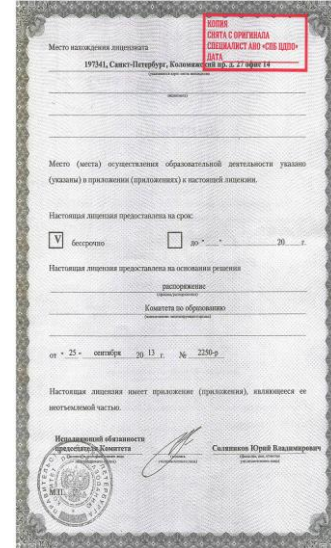 КОПИЯ
СНЯТА С ОРИГИНАЛА
СПЕЦИАЛИСТ АНО «СПБ ЦДПО»
ДАТА
Место нахождения лицензиата
197341, Санкт-Петербург, Коломяжский пр. д. 27 офис 14
Место (места) осуществления образовательной деятельности указано
(указаны) в приложении (приложениях) к настоящей лицензии.
Настоящая лицензия предоставлена на срок:
V бессрочно до " " 20 г.
Настоящая лицензия предоставлена на основании решения
распоряжение
Комитета по образованию
от " 25 " сентября 20 13 г. № 2250-р
Настоящая лицензия имеет приложение (приложения), являющееся ее
неотъемлемой частью.
Исполняющий обязанности
председателя Комитета
Соляников Юрий Владимирович
М.П.